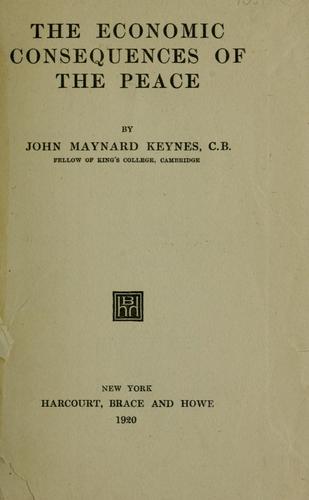 THE ECONOMIC
CONSEQUENCES OF
THE PEACE
BY
JOHN MAYNARD KEYNES, C.B.
FELLOW OF KING'S COLLEGE, CAMBRIDGE
NEW YORK
HARCOURT, BRACE AND HOWE
1920